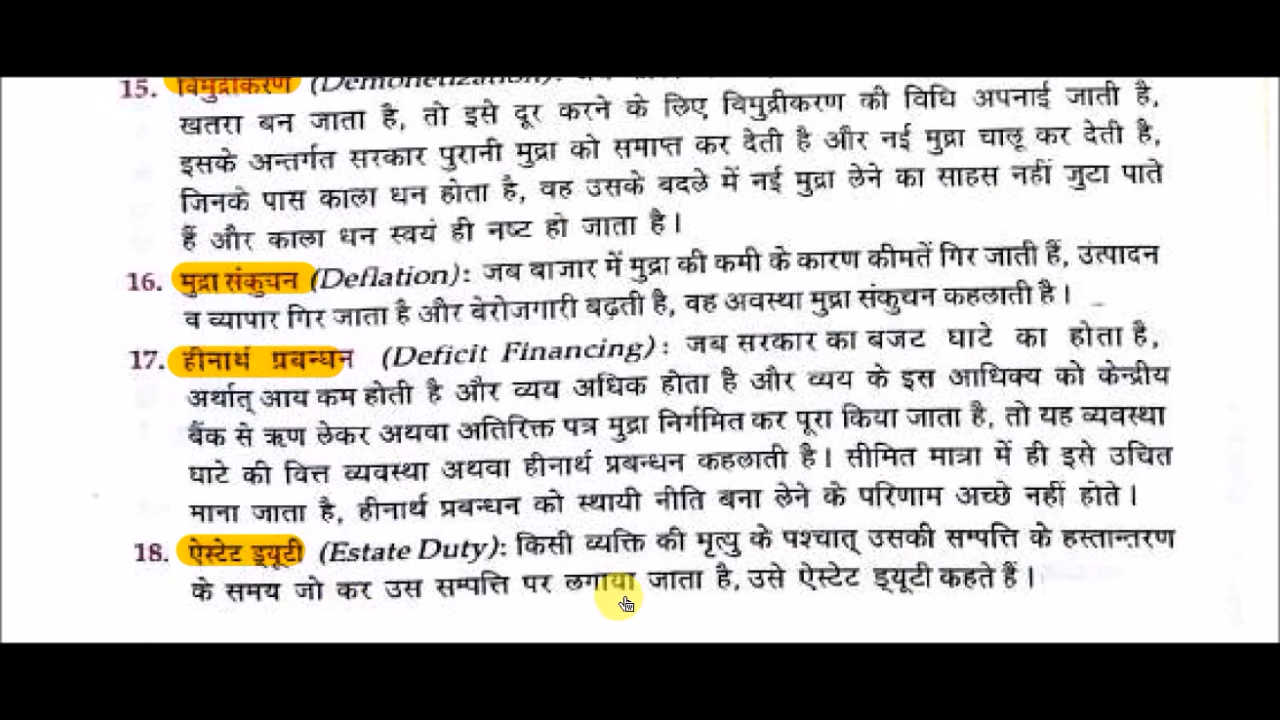 15. विमुद्रीकरण (Demonetization):
खतरा बन जाता है, तो इसे दूर करने के लिए विमुद्रीकरण की विधि अपनाई जाती है,
इसके अन्तर्गत सरकार पुरानी मुद्रा को समाप्त कर देती है और नई मुद्रा चालू कर देती है,
जिनके पास काला धन होता है, वह उसके बदले में नई मुद्रा लेने का साहस नहीं जुटा पाते
हैं और काला धन स्वयं ही नष्ट हो जाता है।
16. मुद्रा संकुचन (Deflation): जब बाजार में मुद्रा की कमी के कारण कीमतें गिर जाती हैं, उत्पादन
व व्यापार गिर जाता है और बेरोजगारी बढ़ती है, वह अवस्था मुद्रा संकुचन कहलाती है।
17. हीनार्थ प्रबन्धन (Deficit Financing): जब सरकार का बजट घाटे का होता है,
अर्थात् आय कम होती है और व्यय अधिक होता है और व्यय के इस आधिक्य को केन्द्रीय
बैंक से ऋण लेकर अथवा अतिरिक्त पत्र मुद्रा निर्गमित कर पूरा किया जाता है, तो यह व्यवस्था
घाटे की वित्त व्यवस्था अथवा हीनार्थ प्रबन्धन कहलाती है। सीमित मात्रा में ही इसे उचित
माना जाता है, हीनार्थ प्रबन्धन को स्थायी नीति बना लेने के परिणाम अच्छे नहीं होते।
18. ऐस्टेट ड्यूटी (Estate Duty): किसी व्यक्ति की मृत्यु के पश्चात् उसकी सम्पत्ति के हस्तान्तरण
के समय जो कर उस सम्पत्ति पर लगाया जाता है, उसे ऐस्टेट ड्यूटी कहते हैं।